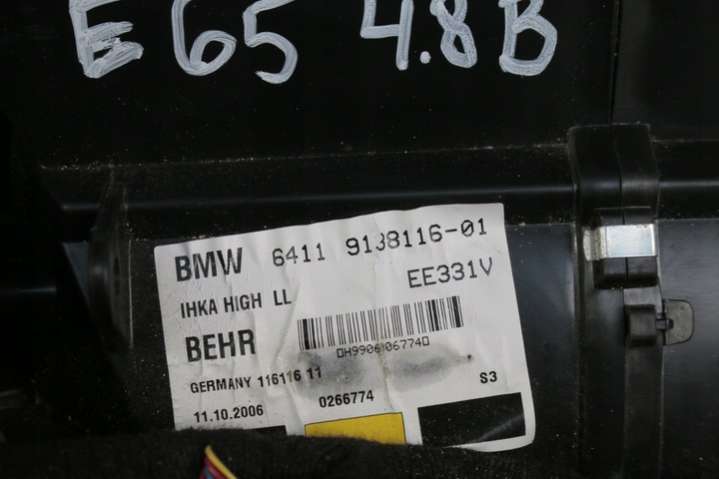 E65 4.8B
BMW 6411 9138116-01
IHKA HIGH LL EE331V
BEHR
GERMANY 116116 11 S3
11.10.2006 0266774